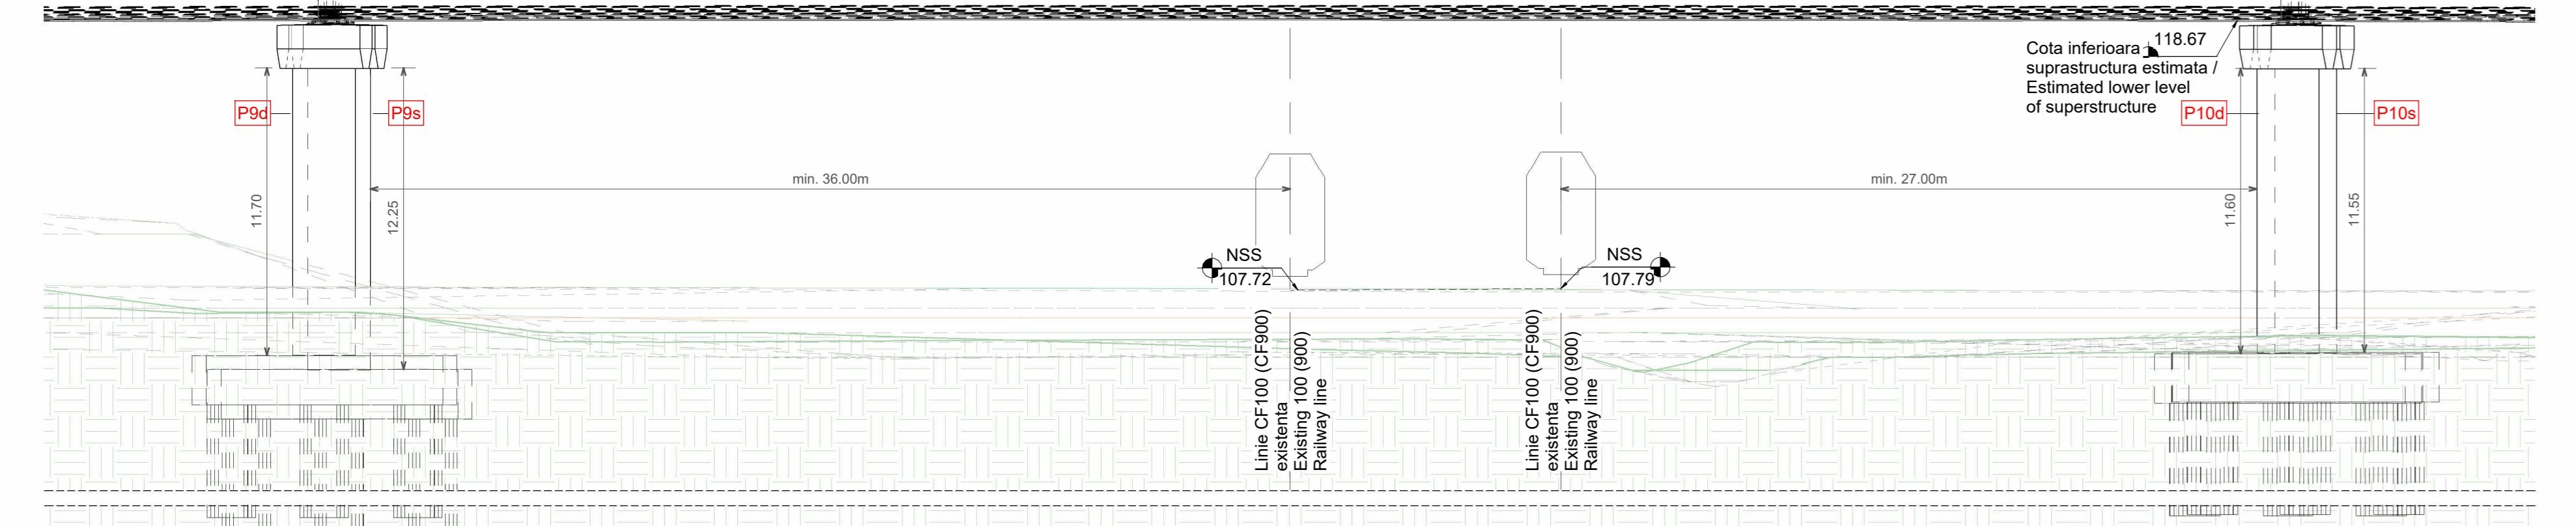 118.67
Cota inferioara
suprastructura estimata /
Estimated lower level
of superstructure
P9d
P9s
P10d
P10s
min. 36.00m
min. 27.00m
11.70
12.25
11.60
11.55
NSS
107.72
NSS
107.79
Linie CF100 (CF900)
existenta
Existing 100 (900)
Railway line
Linie CF100 (CF900)
existenta
Existing 100 (900)
Railway line